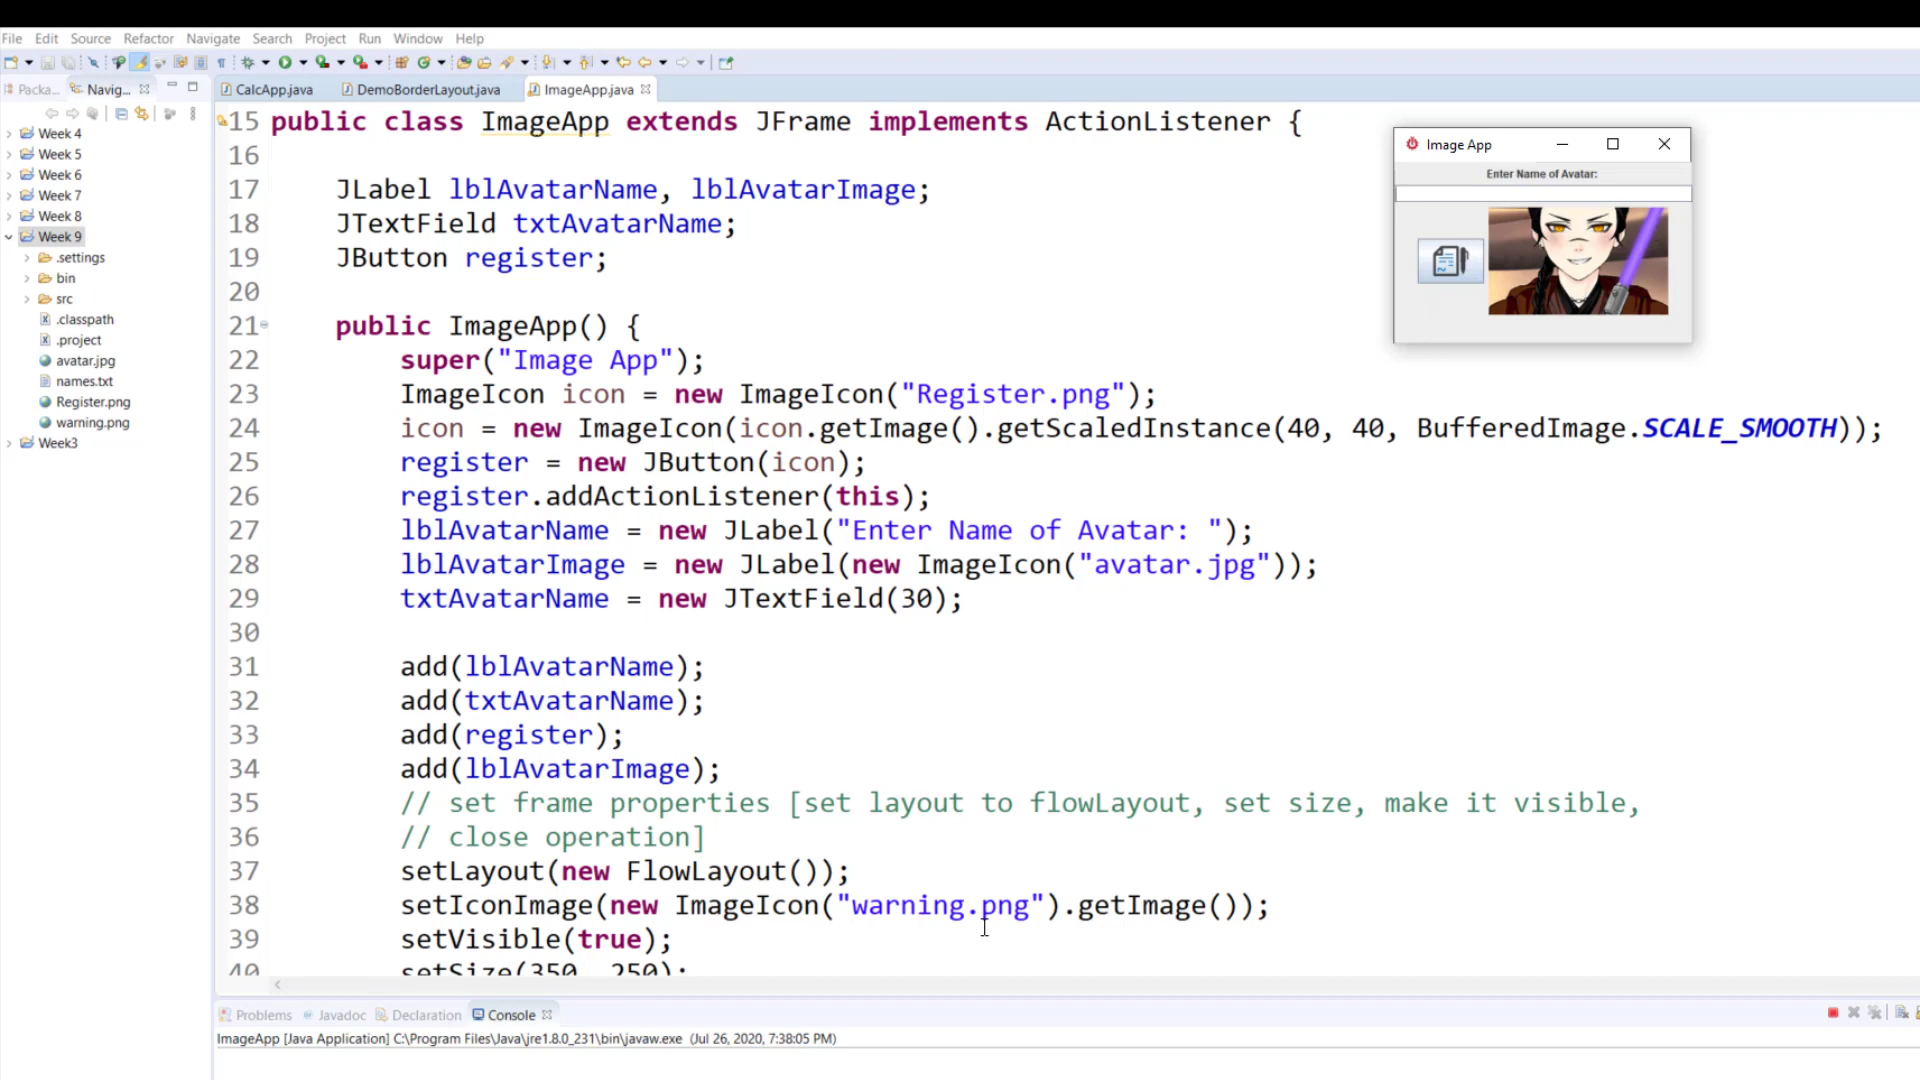 File Edit Source Refactor Navigate Search Project Run Window Help
Packa... Navig...
CalcApp.java DemoBorderLayout.java ImageApp.java
Week 4
Week 5
Week 6
Week 7
Week 8
Week 9
.settings
bin
src
.classpath
.project
avatar.jpg
names.txt
Register.png
warning.png
Week3
15 public class ImageApp extends JFrame implements ActionListener {
16
17 JLabel lblAvatarName, lblAvatarImage;
18 JTextField txtAvatarName;
19 JButton register;
20
21 public ImageApp() {
22 super("Image App");
23 ImageIcon icon = new ImageIcon("Register.png");
24 icon = new ImageIcon(icon.getImage().getScaledInstance(40, 40, BufferedImage.SCALE_SMOOTH));
25 register = new JButton(icon);
26 register.addActionListener(this);
27 lblAvatarName = new JLabel("Enter Name of Avatar: ");
28 lblAvatarImage = new JLabel(new ImageIcon("avatar.jpg"));
29 txtAvatarName = new JTextField(30);
30
31 add(lblAvatarName);
32 add(txtAvatarName);
33 add(register);
34 add(lblAvatarImage);
35 // set frame properties [set layout to flowLayout, set size, make it visible,
36 // close operation]
37 setLayout(new FlowLayout());
38 setIconImage(new ImageIcon("warning.png").getImage());
39 setVisible(true);
40 setSize(350, 250);
Image App
Enter Name of Avatar:
Problems Javadoc Declaration Console
ImageApp [Java Application] C:\Program Files\Java\jre1.8.0_231\bin\javaw.exe (Jul 26, 2020, 7:38:05 PM)